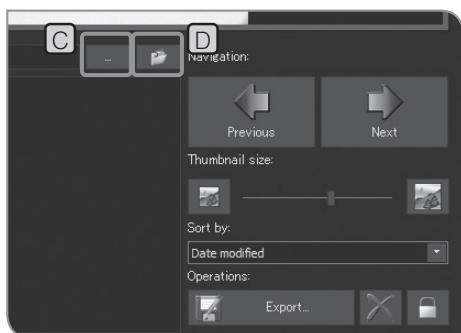 C
D
...
Navigation:
Previous
Next
Thumbnail size:
Sort by:
Date modified
Operations:
Export...